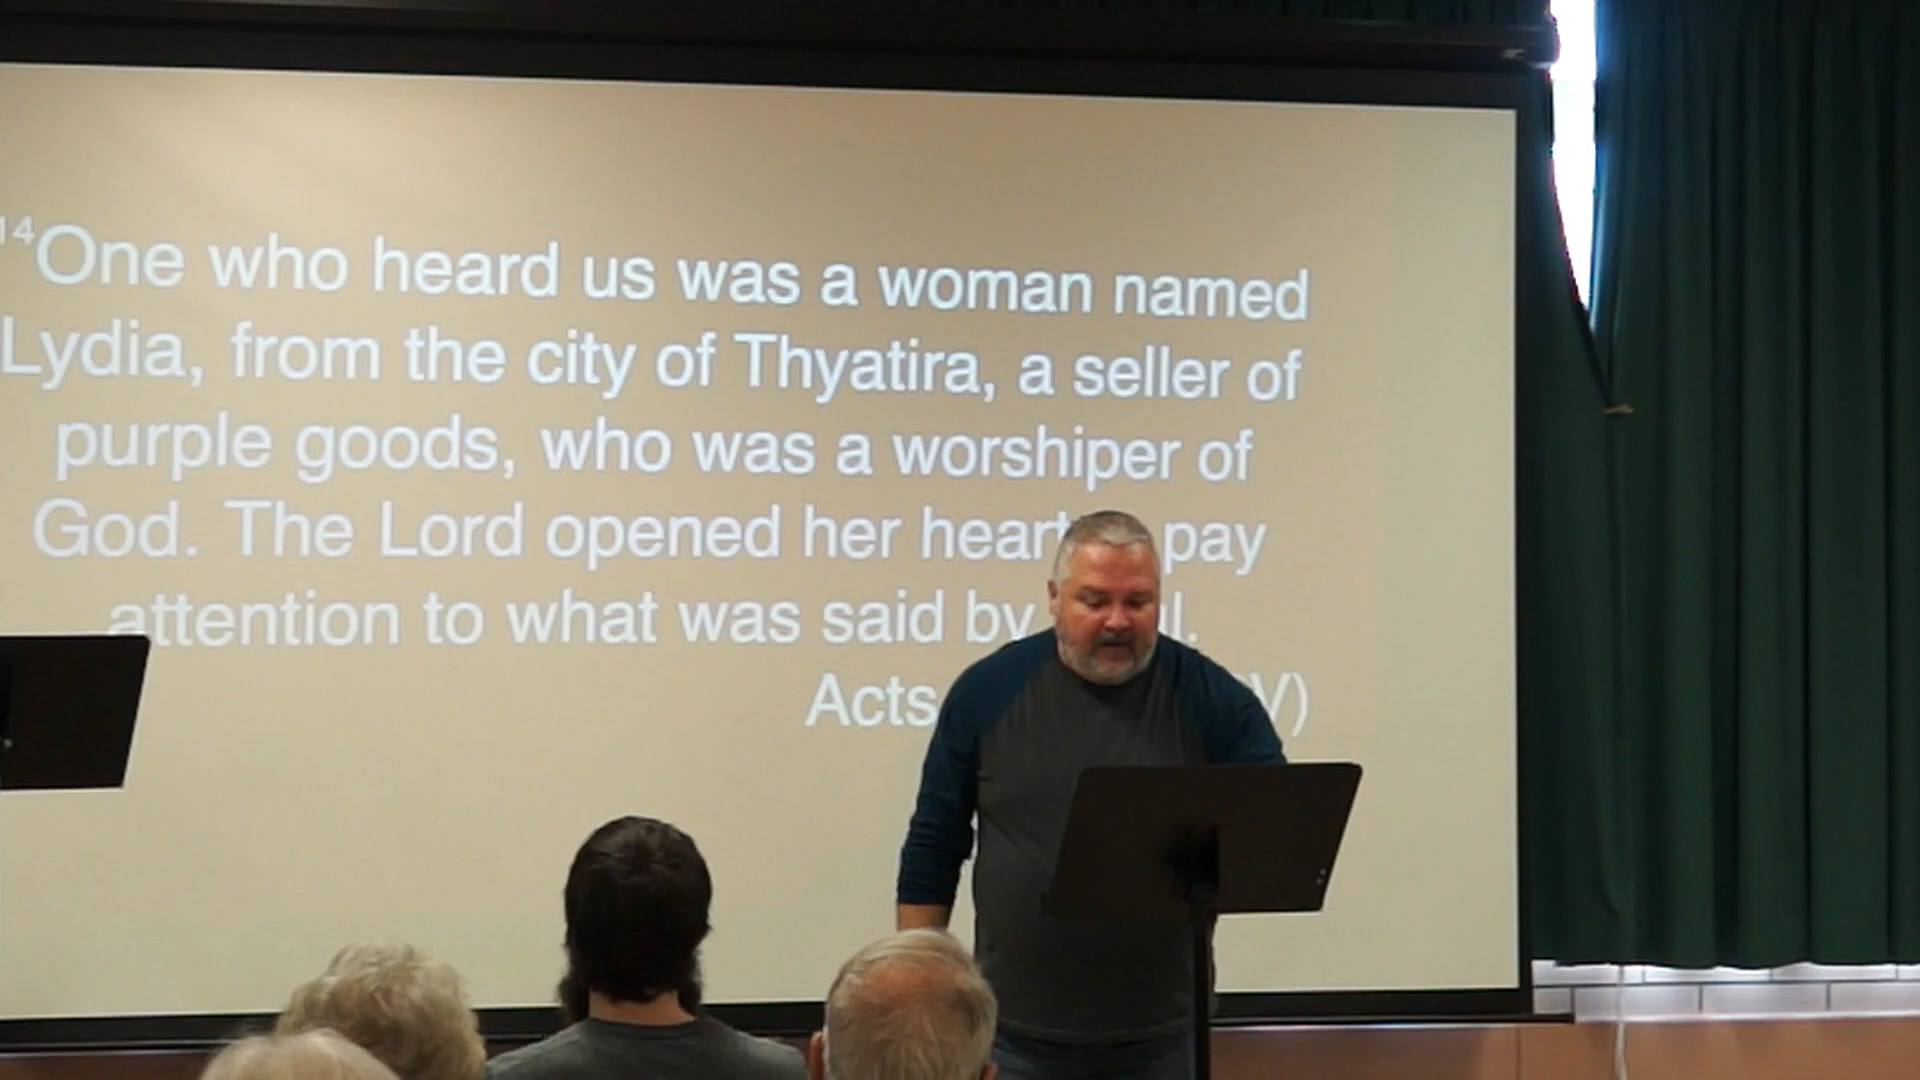 14One who heard us was a woman named
Lydia, from the city of Thyatira, a seller of
purple goods, who was a worshiper of
God. The Lord opened her heart pay
attention to what was said by
Acts